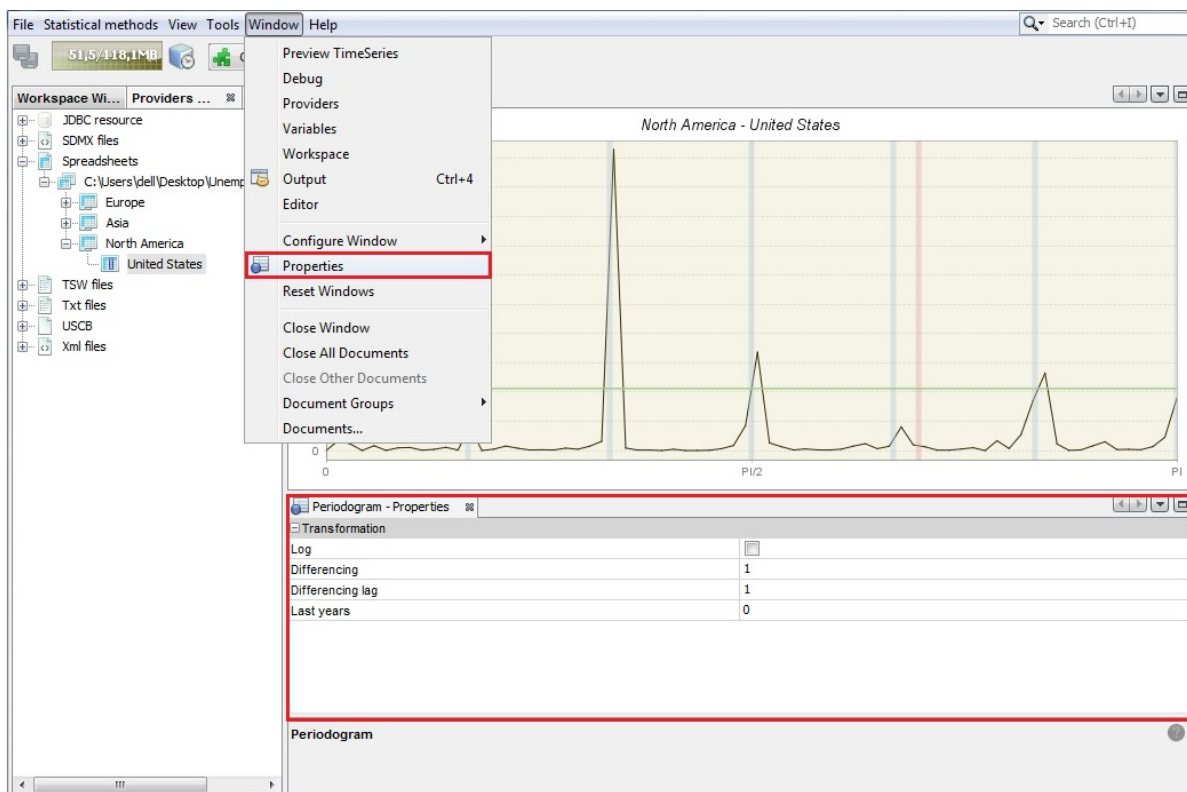 File Statistical methods View Tools Window Help
Search (Ctrl+I)
51,5/118,1MB
Workspace Wi... Providers ...
JDBC resource
SDMX files
Spreadsheets
C:\Users\dell\Desktop\Unemp
Europe
Asia
North America
United States
TSW files
Txt files
USCB
Xml files
Preview TimeSeries
Debug
Providers
Variables
Workspace
Output Ctrl+4
Editor
Configure Window
Properties
Reset Windows
Close Window
Close All Documents
Close Other Documents
Document Groups
Documents...
North America - United States
0
0 PI/2 PI
Periodogram - Properties
Transformation
Log
Differencing 1
Differencing lag 1
Last years 0
Periodogram